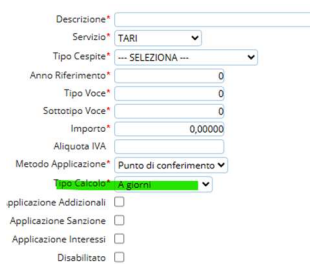 Descrizione*
Servizio* TARI
Tipo Cespite* --- SELEZIONA ---
Anno Riferimento* 0
Tipo Voce* 0
Sottotipo Voce* 0
Importo* 0,00000
Aliquota IVA
Metodo Applicazione* Punto di conferimento
Tipo Calcolo* A giorni
pplicazione Addizionali
Applicazione Sanzione
Applicazione Interessi
Disabilitato